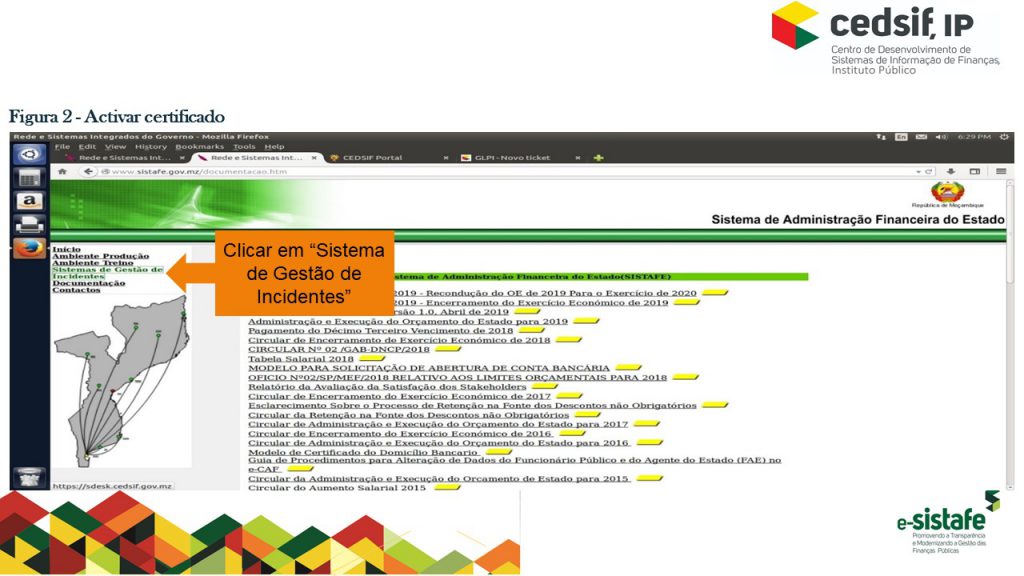 cedsif, IP
Centro de Desenvolvimento de
Sistemas de Informação de Finanças,
Instituto Público
Figura 2 - Activar certificado
Rede e Sistemas Integrados do Governo - Mozilla Firefox
En
6:29 PM
File Edit View History Bookmarks Tools Help
Rede e Sistemas Int... × Rede e Sistemas Int... × CEDSIF Portal × GLPI - Novo ticket ×
www.sistafe.gov.mz/documentacao.htm
República de Moçambique
Sistema de Administração Financeira do Estado
Início
Ambiente Produção
Ambiente Treino
Sistemas de Gestão de
Incidentes
Documentação
Contactos
Clicar em “Sistema
de Gestão de
Incidentes”
stema de Administração Financeira do Estado(SISTAFE)
2019 - Recondução do OE de 2019 Para o Exercício de 2020
2019 - Encerramento do Exercício Económico de 2019
rsão 1.0, Abril de 2019
Administração e Execução do Orçamento do Estado para 2019
Pagamento do Décimo Terceiro Vencimento de 2018
Circular de Encerramento de Exercício Económico de 2018
CIRCULAR Nº 02 /GAB-DNCP/2018
Tabela Salarial 2018
MODELO PARA SOLICITAÇÃO DE ABERTURA DE CONTA BANCÁRIA
OFICIO Nº02/SP/MEF/2018 RELATIVO AOS LIMITES ORÇAMENTAIS PARA 2018
Relatório da Avaliação da Satisfação dos Stakeholders
Circular de Encerramento do Exercício Económico de 2017
Esclarecimento Sobre o Processo de Retenção na Fonte dos Descontos não Obrigatórios
Circular da Retenção na Fonte dos Descontos não Obrigatórios
Circular de Administração e Execução do Orçamento do Estado para 2017
Circular de Encerramento do Exercício Económico de 2016
Circular de Administração e Execução do Orçamento do Estado para 2016
Modelo de Certificado do Domicílio Bancario
Guia de Procedimentos para Alteração de Dados do Funcionário Público e do Agente do Estado (FAE) no
e-CAF
Circular da Administração e Execução do Orcamento de Estado para 2015
Circular do Aumento Salarial 2015
https://sdesk.cedsif.gov.mz
e-sistafe
Promovendo a Transparência
e Modernizando a Gestão das
Finanças Públicas